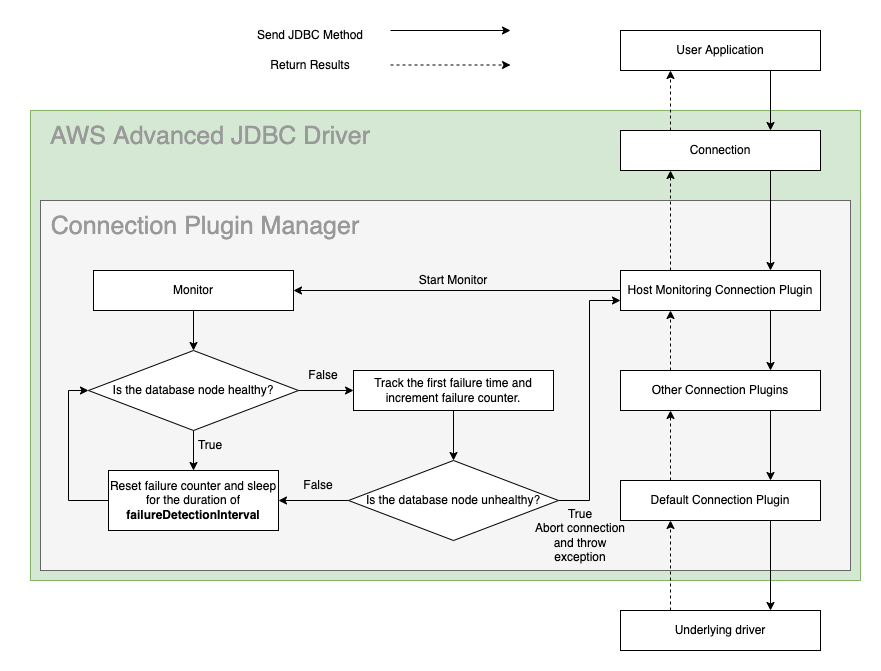 Send JDBC Method
Return Results
User Application
AWS Advanced JDBC Driver
Connection
Connection Plugin Manager
Monitor
Start Monitor
Host Monitoring Connection Plugin
Is the database node healthy?
False
Track the first failure time and
increment failure counter.
Other Connection Plugins
True
Reset failure counter and sleep
for the duration of
failureDetectionInterval
False
Is the database node unhealthy?
True
Abort connection
and throw
exception
Default Connection Plugin
Underlying driver